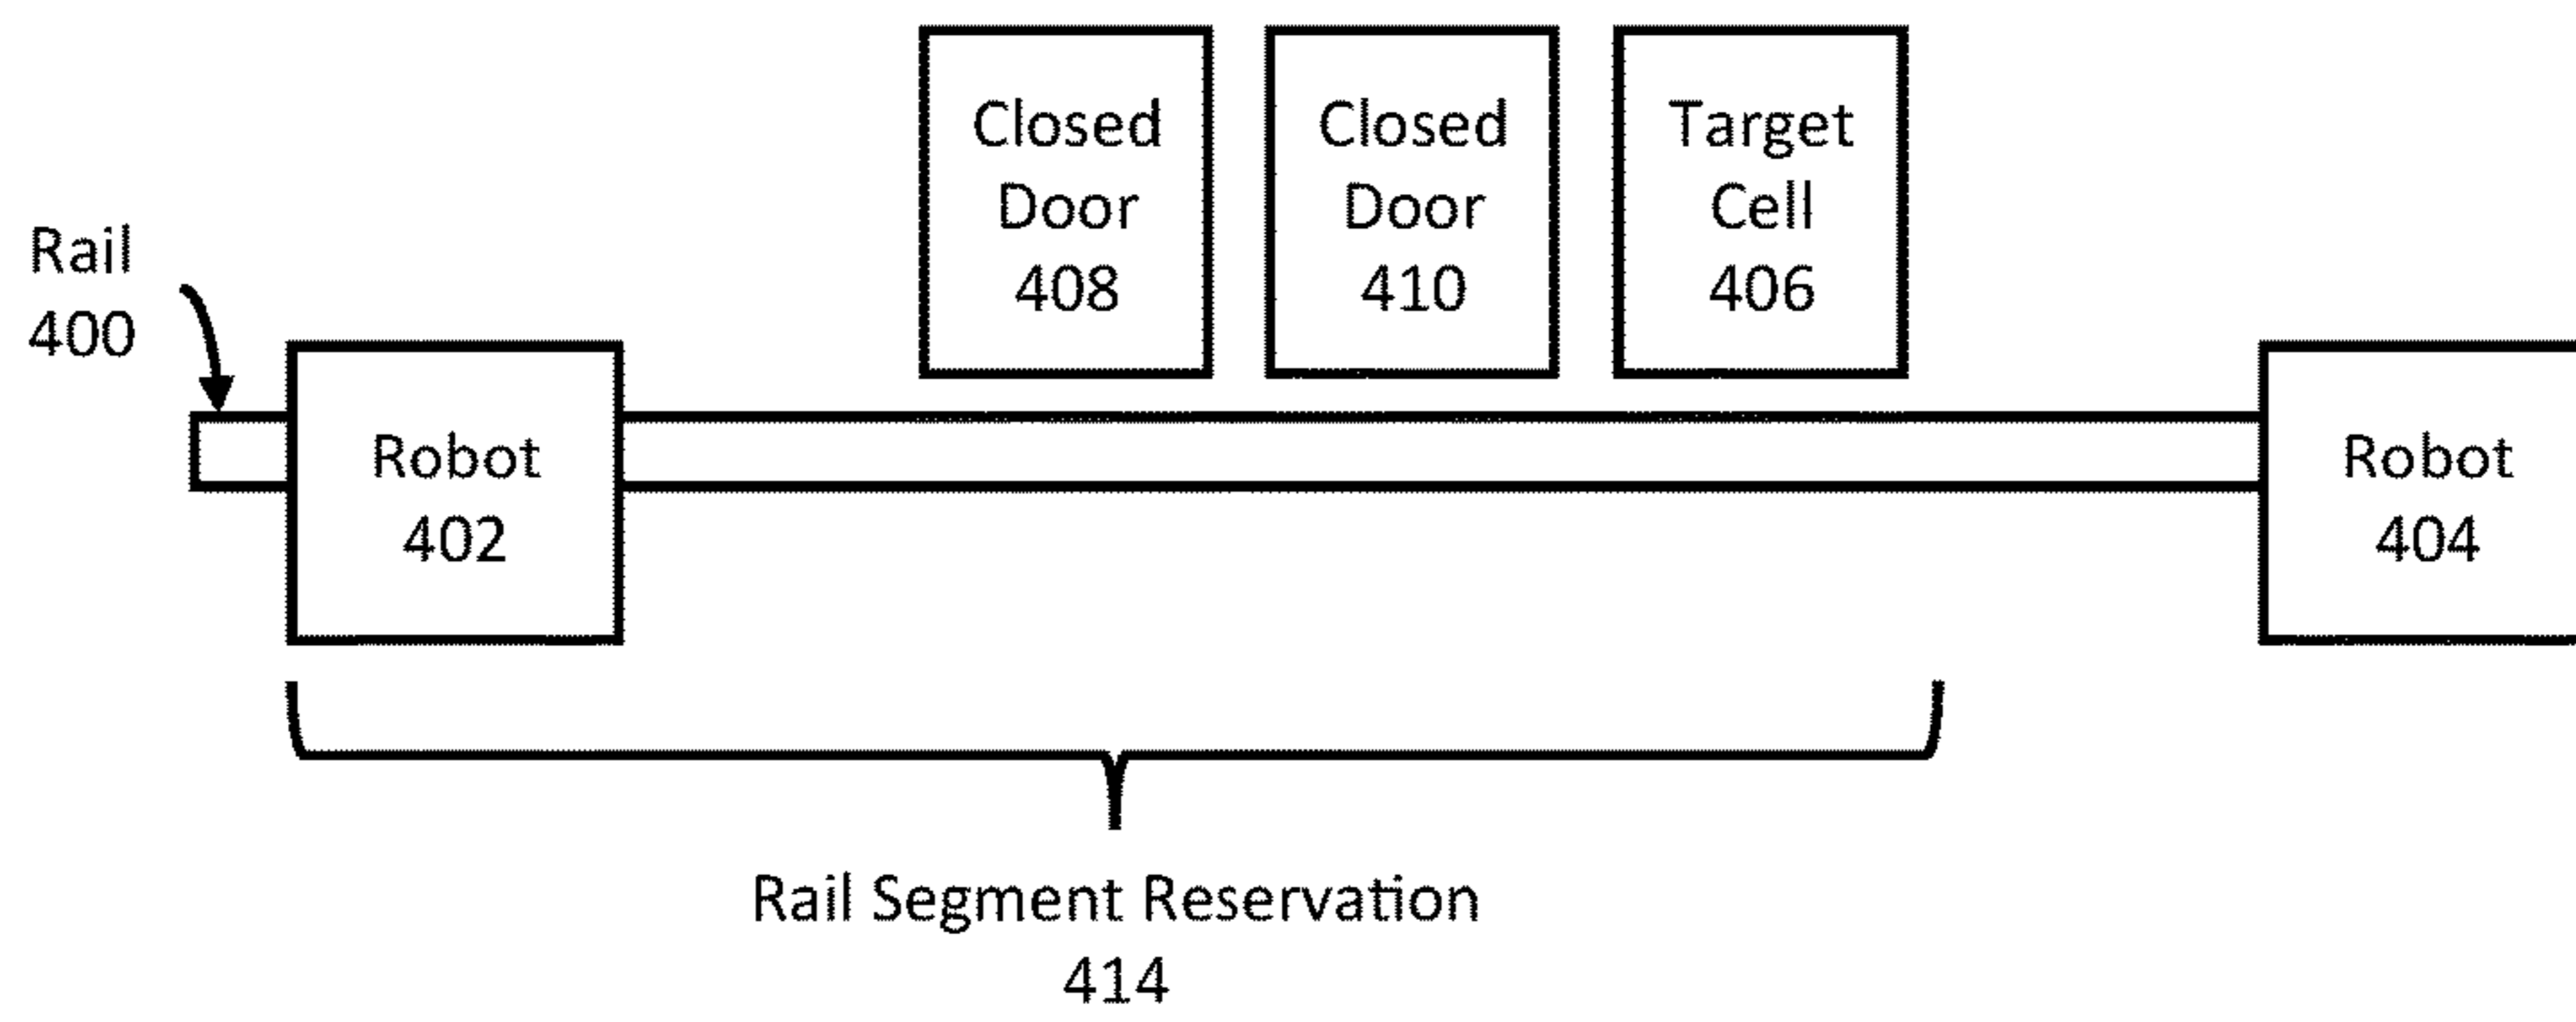 Closed
Door
408
Closed
Door
410
Target
Cell
406
Rail
400
Robot
402
Robot
404
Rail Segment Reservation
414